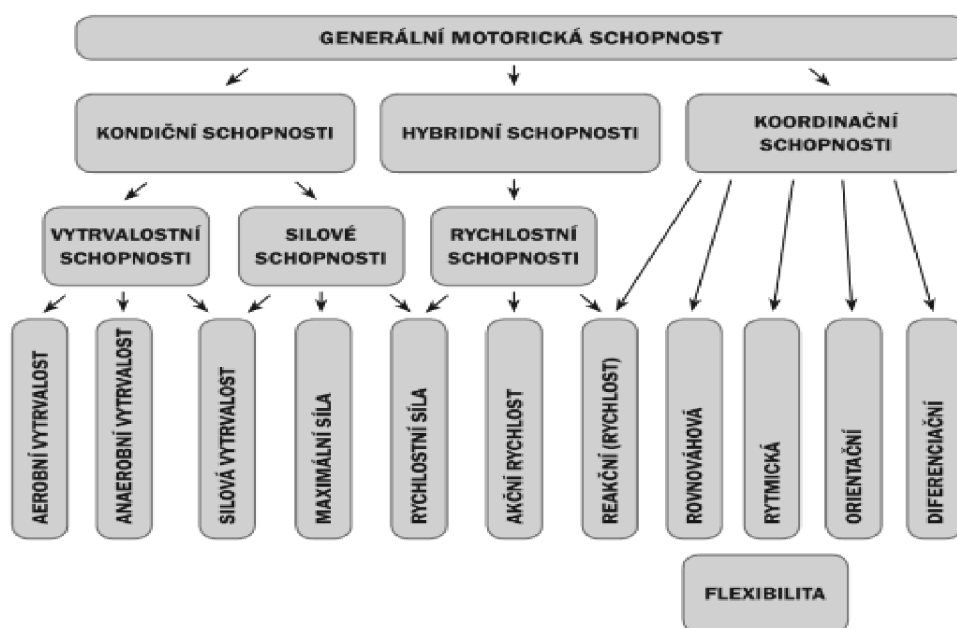 GENERÁLNÍ MOTORICKÁ SCHOPNOST
KONDIČNÍ SCHOPNOSTI
HYBRIDNÍ SCHOPNOSTI
KOORDINAČNÍ
SCHOPNOSTI
VYTRVALOSTNÍ
SCHOPNOSTI
SILOVÉ
SCHOPNOSTI
RYCHLOSTNÍ
SCHOPNOSTI
AEROBNÍ VYTRVALOST
ANAEROBNÍ VYTRVALOST
SILOVÁ VYTRVALOST
MAXIMÁLNÍ SÍLA
RYCHLOSTNÍ SÍLA
AKČNÍ RYCHLOST
REAKČNÍ (RYCHLOST)
ROVNOVÁHOVÁ
RYTMICKÁ
ORIENTAČNÍ
DIFERENCIAČNÍ
FLEXIBILITA